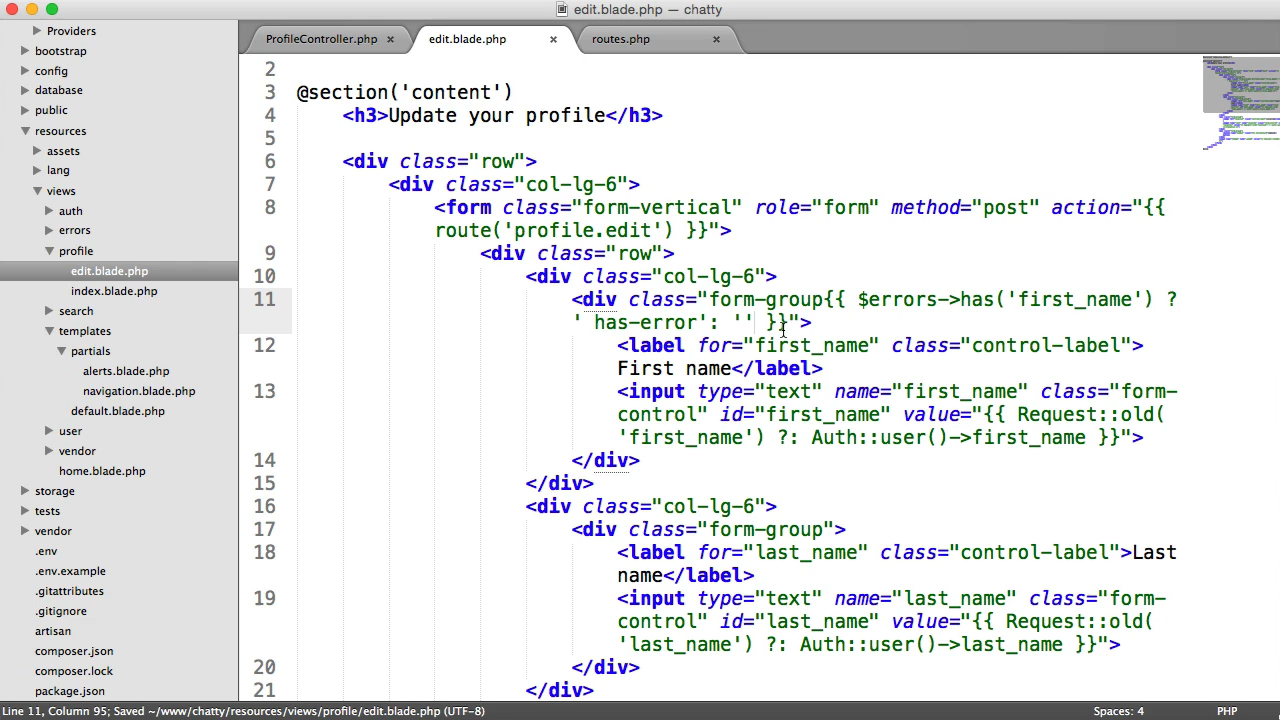 edit.blade.php — chatty
Providers
bootstrap
config
database
public
resources
assets
lang
views
auth
errors
profile
edit.blade.php
index.blade.php
search
templates
partials
alerts.blade.php
navigation.blade.php
default.blade.php
user
vendor
home.blade.php
storage
tests
vendor
.env
.env.example
.gitattributes
.gitignore
artisan
composer.json
composer.lock
package.json
ProfileController.php ×
edit.blade.php ×
routes.php ×
2
3 @section('content')
4 <h3>Update your profile</h3>
5
6 <div class="row">
7 <div class="col-lg-6">
8 <form class="form-vertical" role="form" method="post" action="{{
route('profile.edit') }}">
9 <div class="row">
10 <div class="col-lg-6">
11 <div class="form-group{{ $errors->has('first_name') ?
' has-error': '' }}">
12 <label for="first_name" class="control-label">
First name</label>
13 <input type="text" name="first_name" class="form-
control" id="first_name" value="{{ Request::old(
'first_name') ?: Auth::user()->first_name }}">
14 </div>
15 </div>
16 <div class="col-lg-6">
17 <div class="form-group">
18 <label for="last_name" class="control-label">Last
name</label>
19 <input type="text" name="last_name" class="form-
control" id="last_name" value="{{ Request::old(
'last_name') ?: Auth::user()->last_name }}">
20 </div>
21 </div>
Line 11, Column 95; Saved ~/www/chatty/resources/views/profile/edit.blade.php (UTF-8)
Spaces: 4
PHP